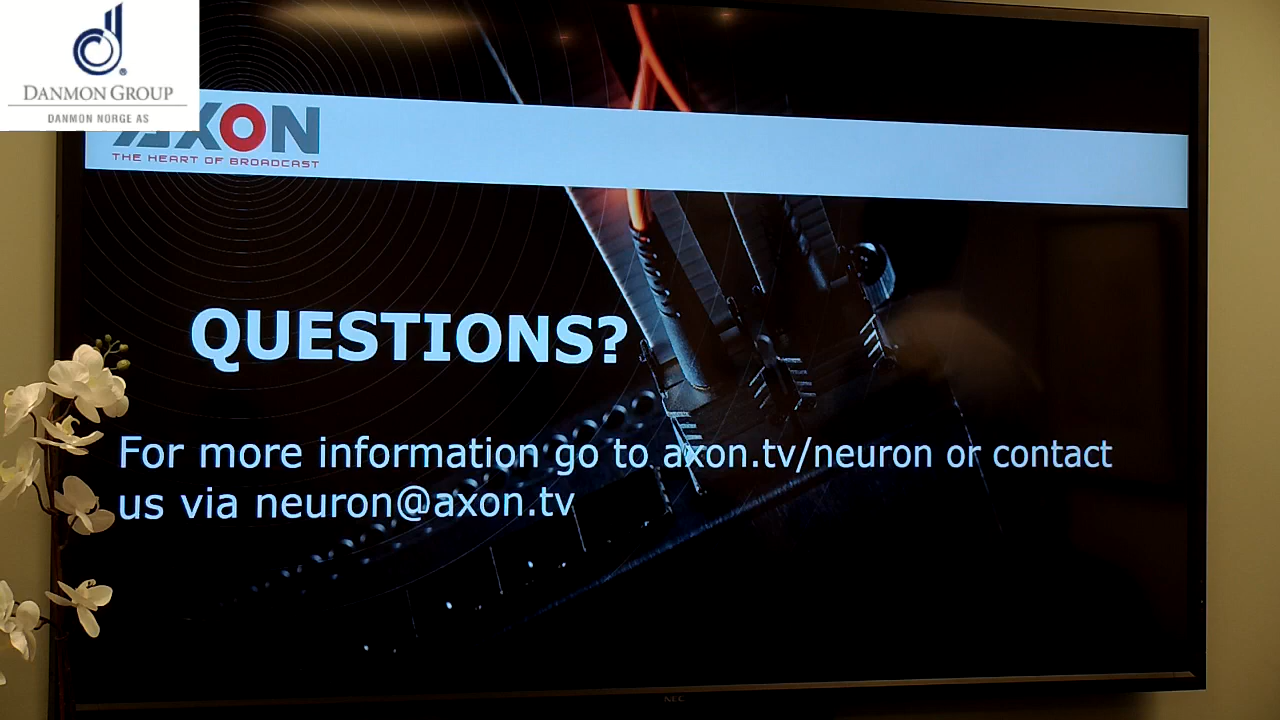 DANMON GROUP
DANMON NORGE AS
AXON
THE HEART OF BROADCAST
QUESTIONS?
For more information go to axon.tv/neuron or contact
us via neuron@axon.tv
NEC